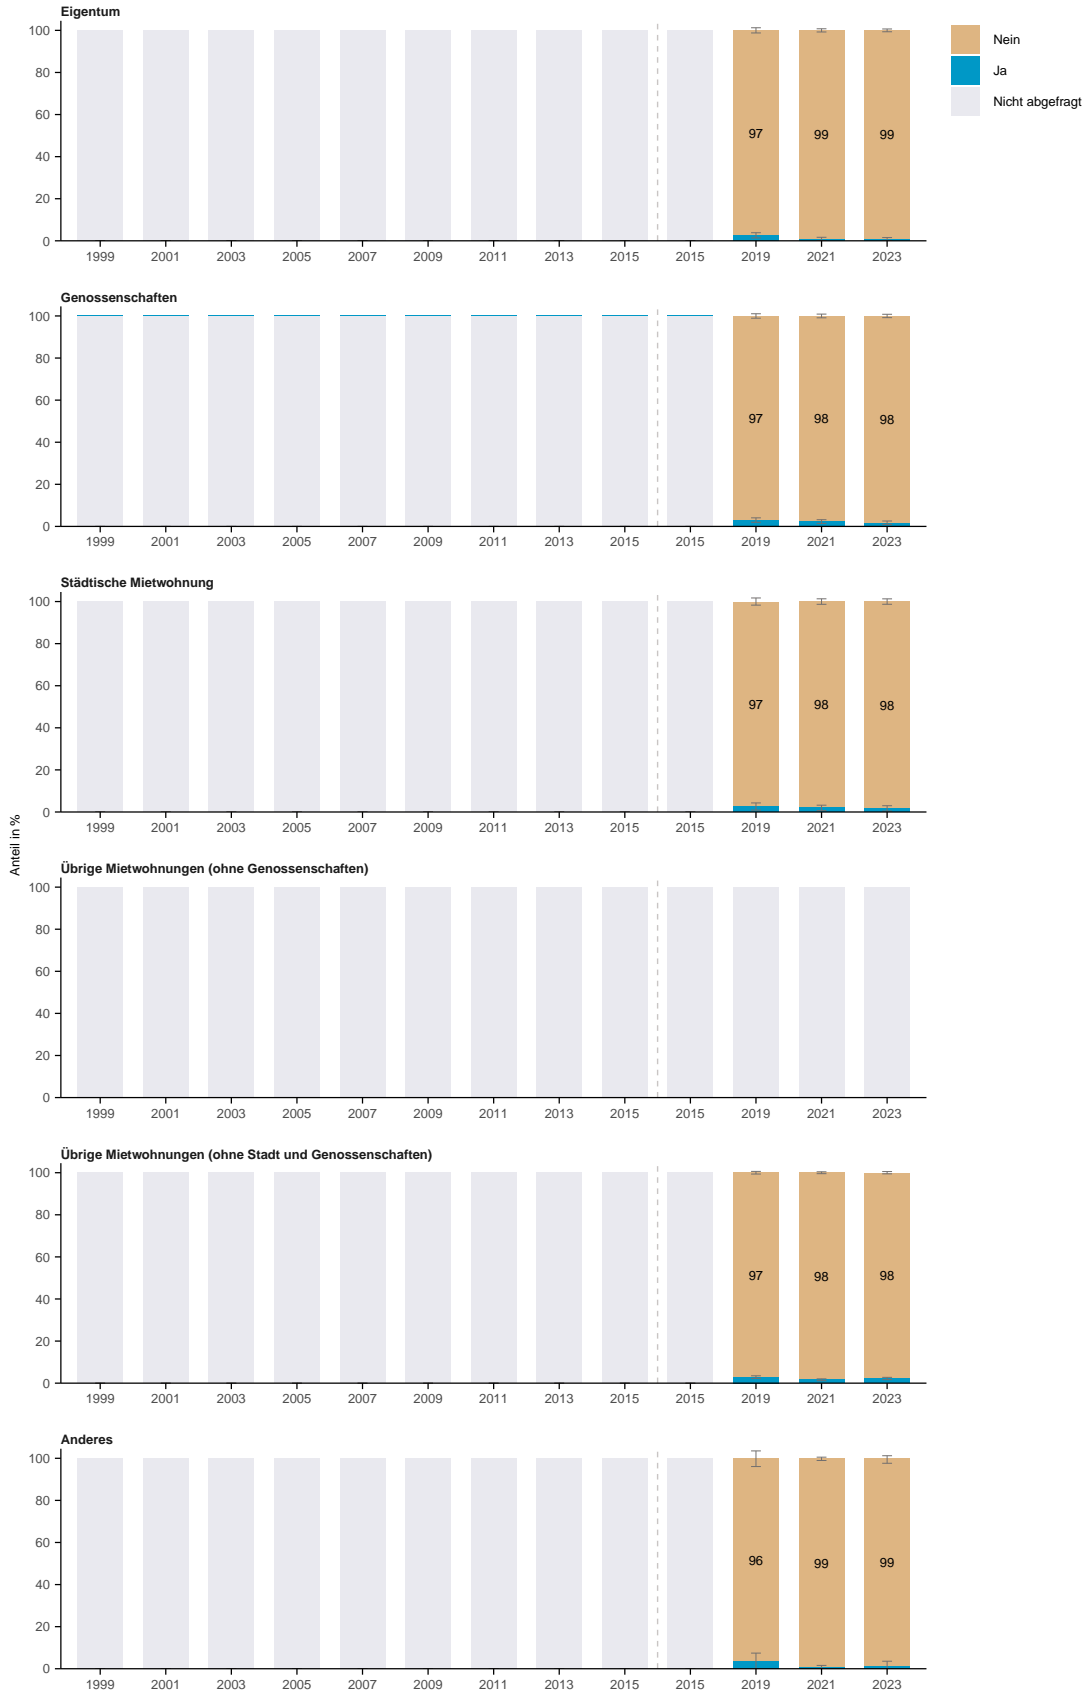 Eigentum
100
80
60
40
20
0
97 99 99
1999 2001 2003 2005 2007 2009 2011 2013 2015 2015 2019 2021 2023
Nein
Ja
Nicht abgefragt
Genossenschaften
100
80
60
40
20
0
97 98 98
1999 2001 2003 2005 2007 2009 2011 2013 2015 2015 2019 2021 2023
Städtische Mietwohnung
100
80
60
40
20
0
97 98 98
1999 2001 2003 2005 2007 2009 2011 2013 2015 2015 2019 2021 2023
Anteil in %
Übrige Mietwohnungen (ohne Genossenschaften)
100
80
60
40
20
0
1999 2001 2003 2005 2007 2009 2011 2013 2015 2015 2019 2021 2023
Übrige Mietwohnungen (ohne Stadt und Genossenschaften)
100
80
60
40
20
0
97 98 98
1999 2001 2003 2005 2007 2009 2011 2013 2015 2015 2019 2021 2023
Anderes
100
80
60
40
20
0
96 99 99
1999 2001 2003 2005 2007 2009 2011 2013 2015 2015 2019 2021 2023